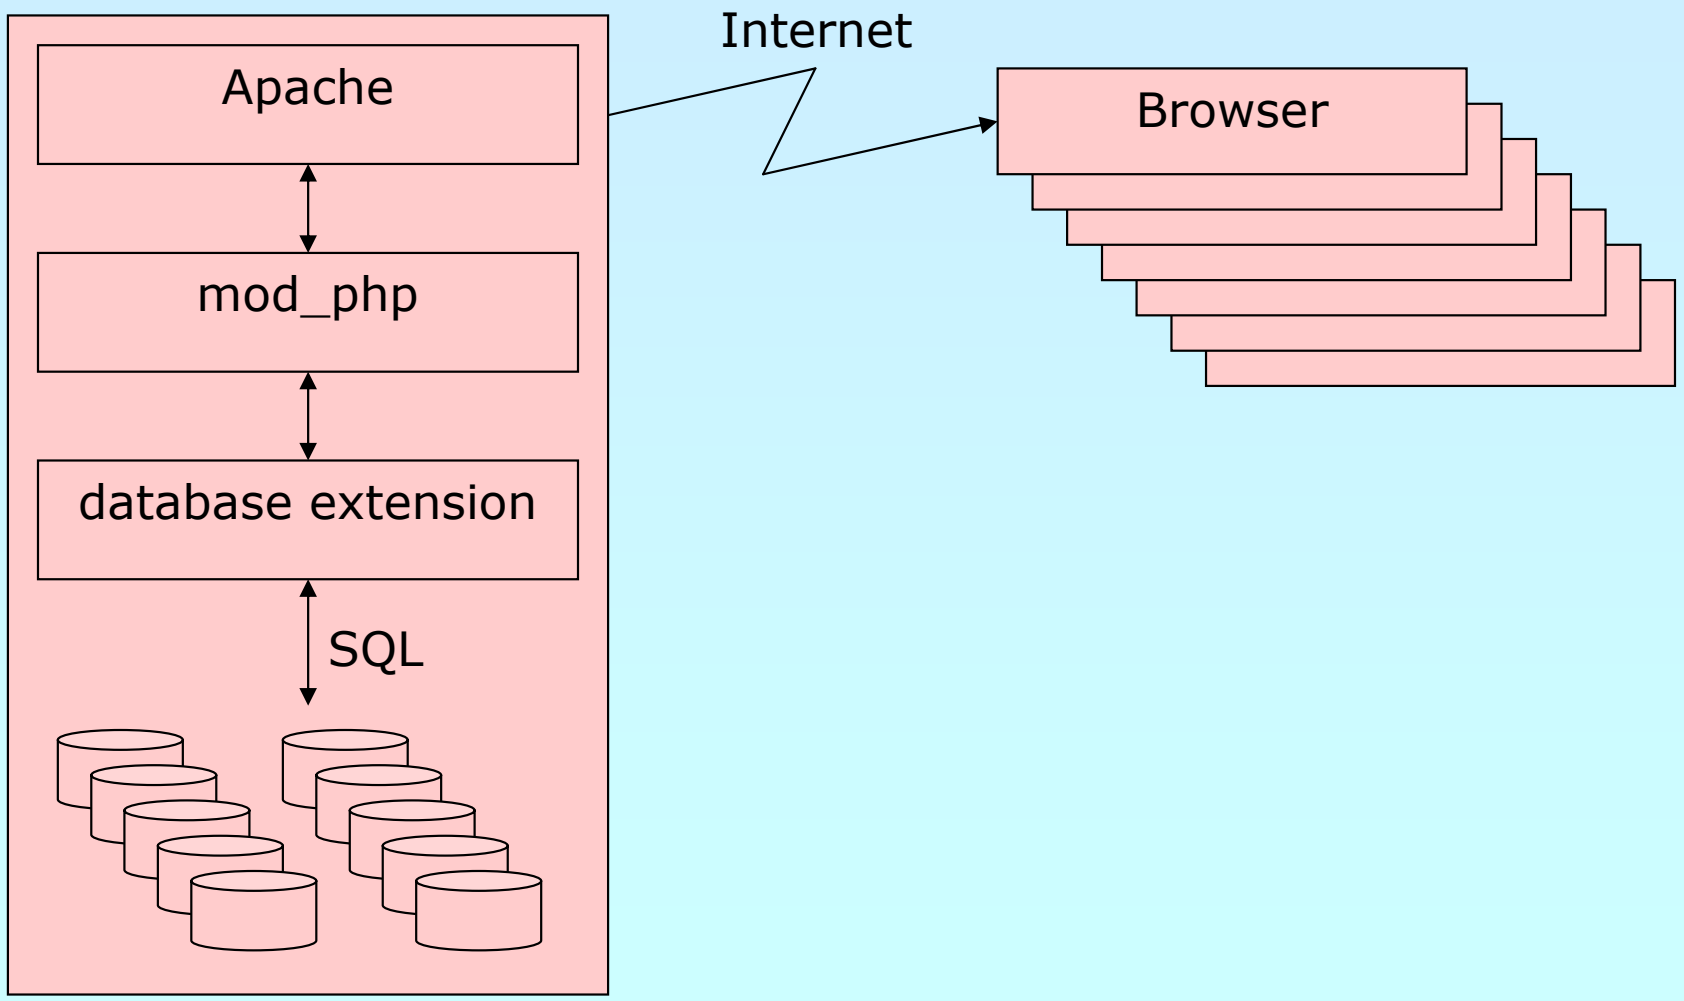 Internet
Apache
Browser
mod_php
database extension
SQL